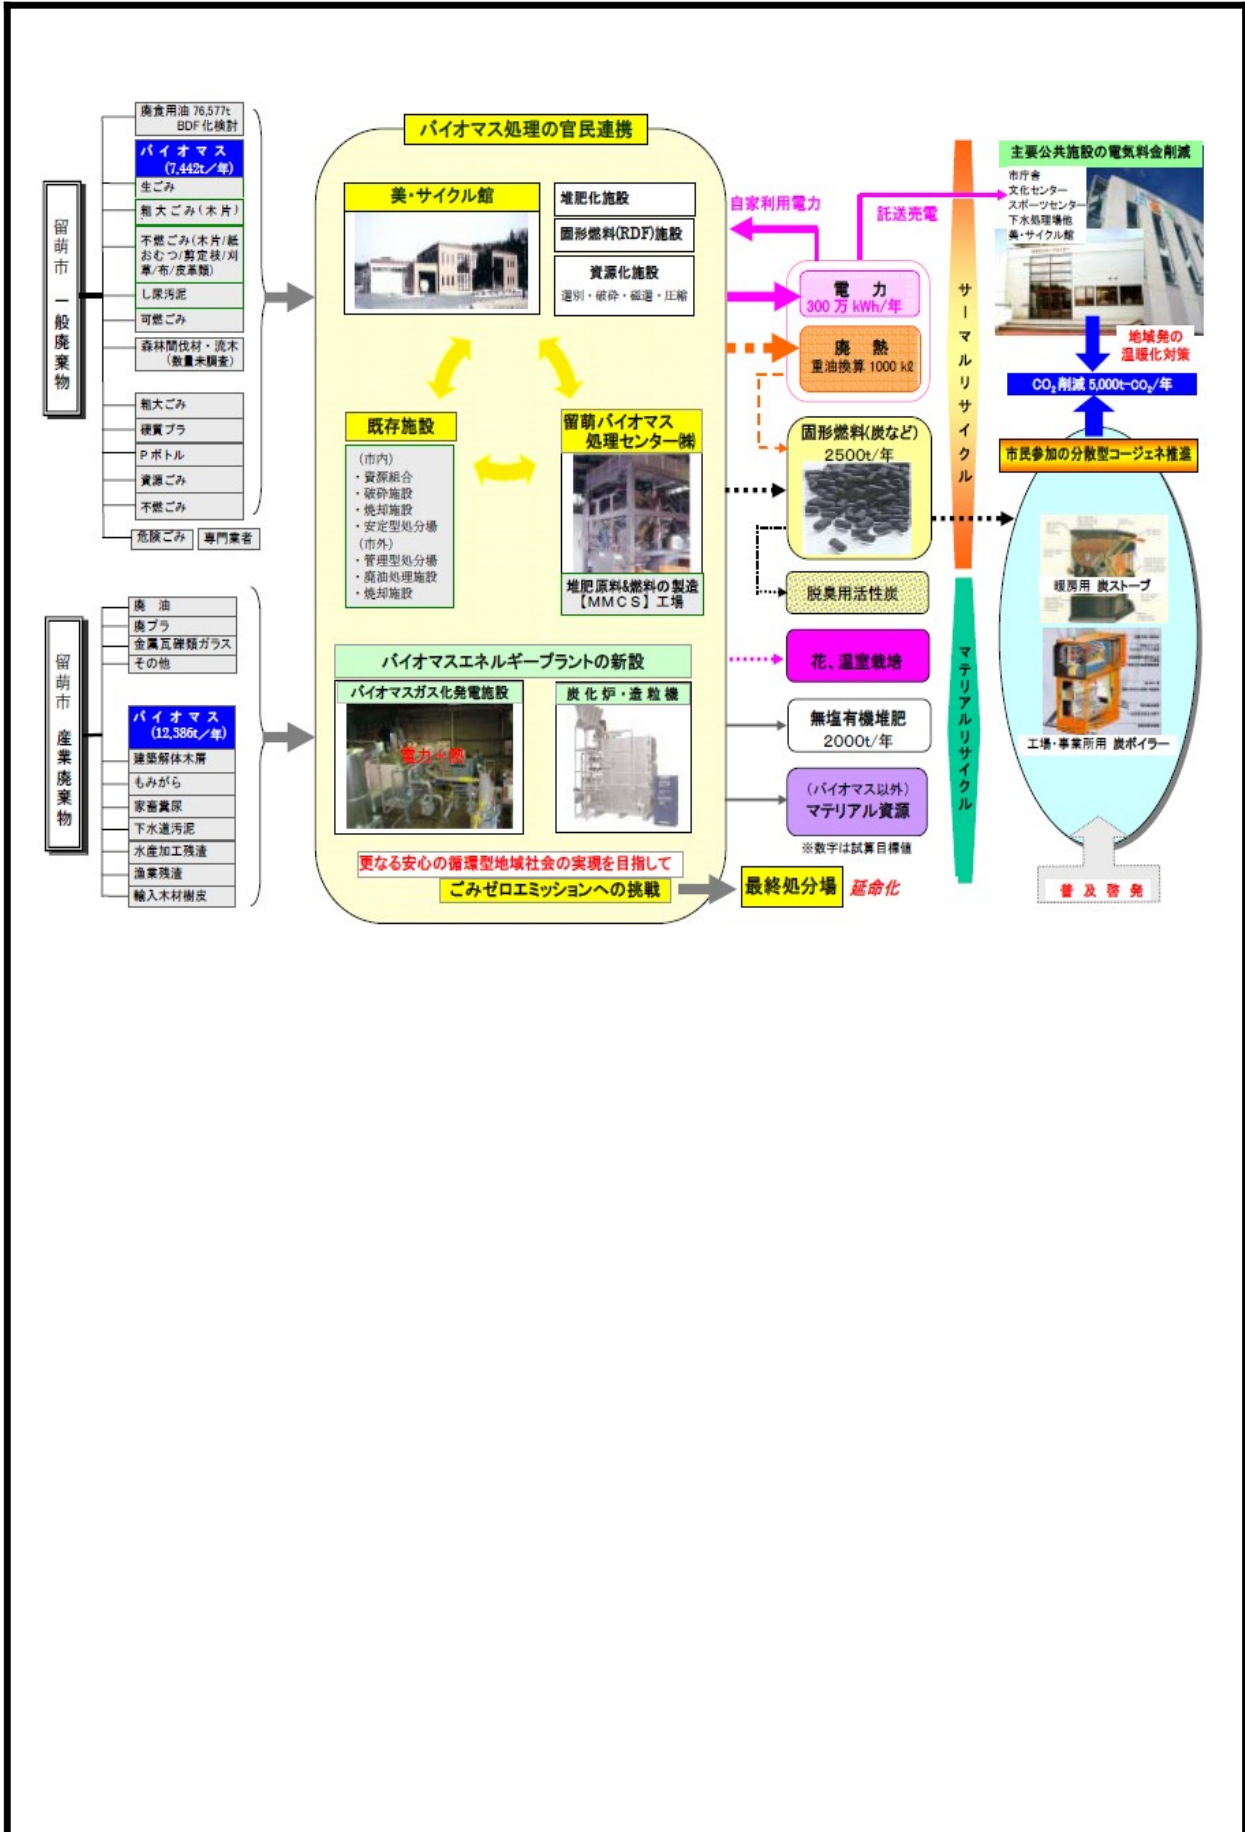 留萌市 一般廃棄物
廃食用油 76,577t
BDF化検討
バイオマス
(7,442t/年)
生ごみ
粗大ごみ(木片)
不燃ごみ(木片/紙
おむつ/剪定枝/刈
草/布/皮革類)
し尿汚泥
可燃ごみ
森林間伐材・流木
(数量未調査)
粗大ごみ
硬質プラ
Pボトル
資源ごみ
不燃ごみ
危険ごみ
専門業者
留萌市 産業廃棄物
廃 油
廃プラ
金属瓦礫類ガラス
その他
バイオマス
(12,386t/年)
建築解体木屑
もみがら
家畜糞尿
下水道汚泥
水産加工残渣
漁業残渣
輸入木材樹皮
バイオマス処理の官民連携
美・サイクル館
堆肥化施設
固形燃料(RDF)施設
資源化施設
選別・破砕・磁選・圧縮
既存施設
(市内)
・資源組合
・破砕施設
・焼却施設
・安定型処分場
(市外)
・管理型処分場
・廃油処理施設
・焼却施設
留萌バイオマス
処理センター㈱
堆肥原料&燃料の製造
【MMCS】工場
バイオマスエネルギープラントの新設
バイオマスガス化発電施設
電力+熱
炭化炉・造粒機
更なる安心の循環型地域社会の実現を目指して
ごみゼロエミッションへの挑戦
最終処分場
延命化
自家利用電力
託送売電
電 力
300万kWh/年
廃 熱
重油換算 1000 kℓ
固形燃料(炭など)
2500t/年
脱臭用活性炭
花、温室栽培
無塩有機堆肥
2000t/年
(バイオマス以外)
マテリアル資源
※数字は試算目標値
サーマルリサイクル
マテリアルリサイクル
主要公共施設の電気料金削減
市庁舎
文化センター
スポーツセンター
下水処理場他
美・サイクル館
地域発の
温暖化対策
CO₂削減 5,000t-CO₂/年
市民参加の分散型コージェネ推進
暖房用 炭ストーブ
工場・事業所用 炭ボイラー
普及啓発